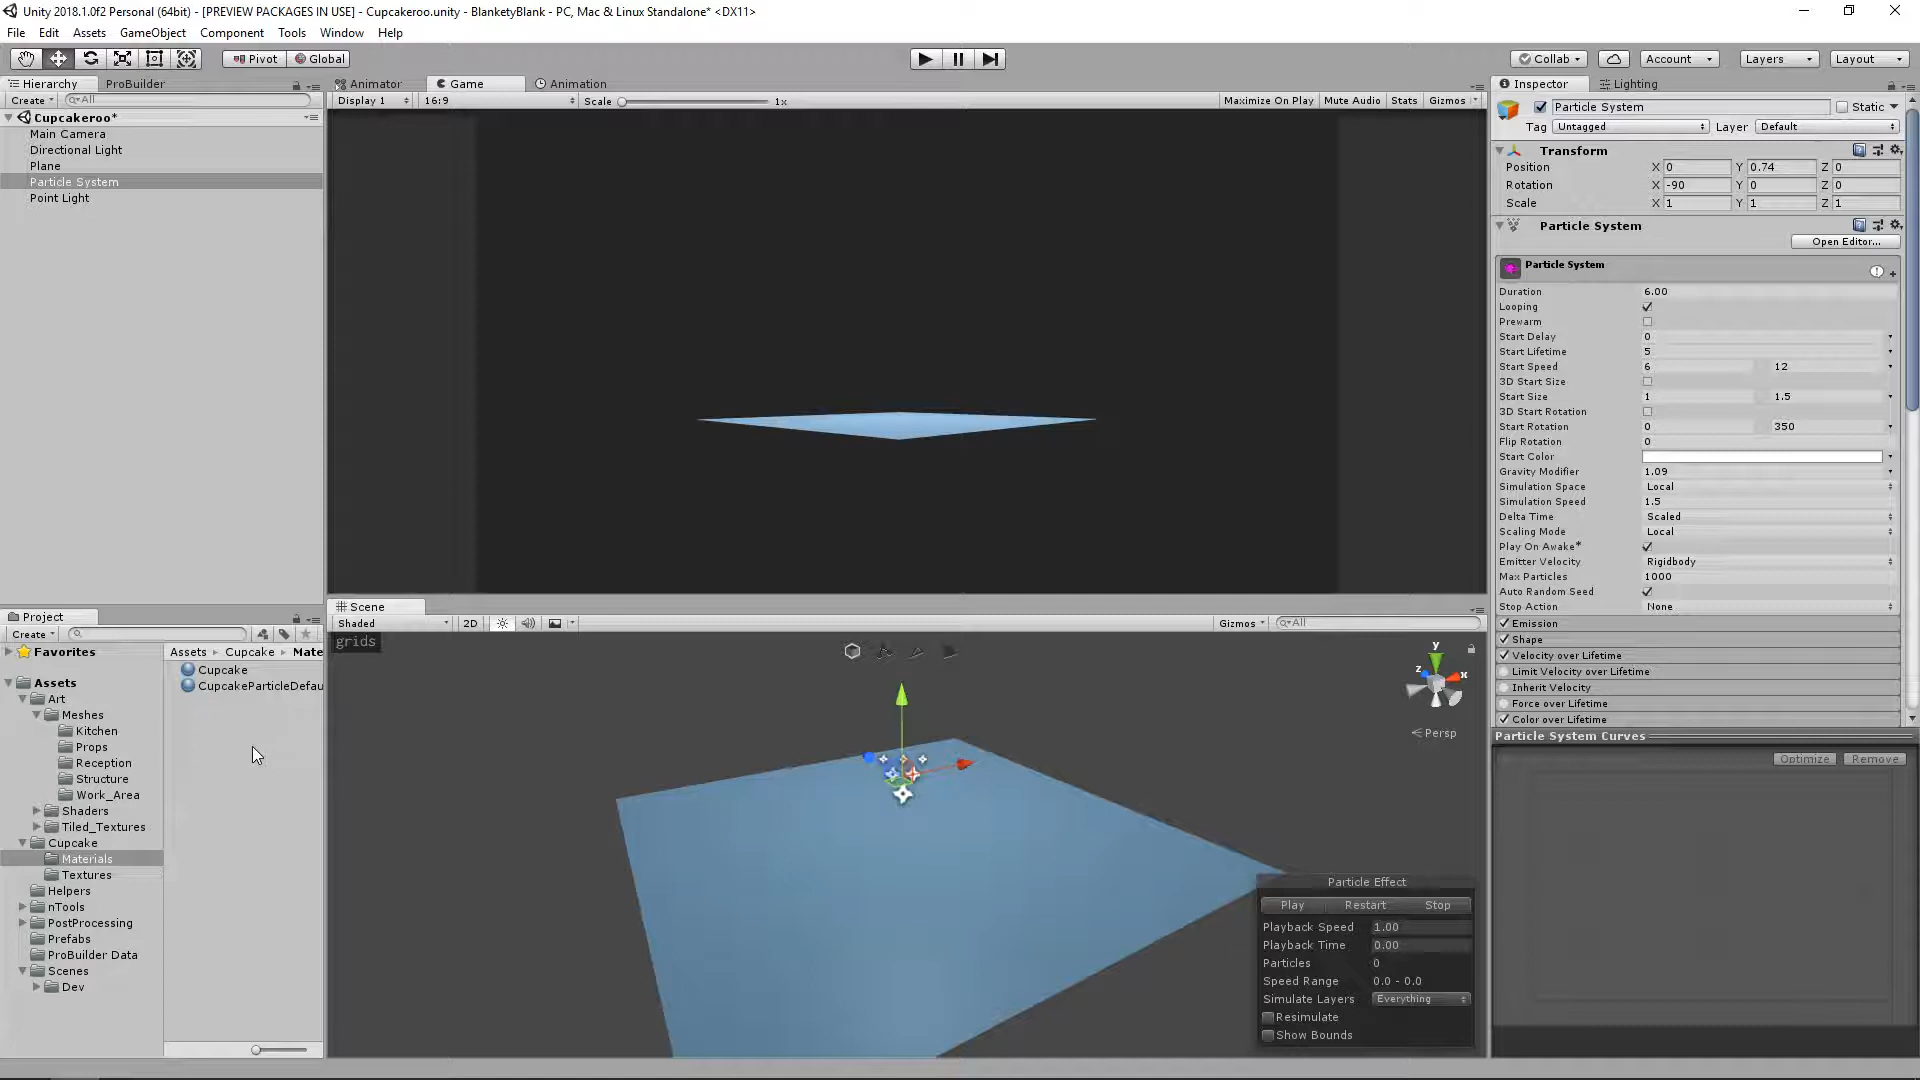 Unity 2018.1.0f2 Personal (64bit) - [PREVIEW PACKAGES IN USE] - Cupcakeroo.unity - BlanketyBlank - PC, Mac & Linux Standalone* <DX11>
File Edit Assets GameObject Component Tools Window Help
Pivot Global Collab Account Layers Layout
Hierarchy ProBuilder
Create All
Cupcakeroo*
Main Camera
Directional Light
Plane
Particle System
Point Light
Animator Game Animation
Display 1 16:9 Scale 1x Maximize On Play Mute Audio Stats Gizmos
Project
Create
Favorites
Assets
Art
Meshes
Kitchen
Props
Reception
Structure
Work_Area
Shaders
Tiled_Textures
Cupcake
Materials
Textures
Helpers
nTools
PostProcessing
Prefabs
ProBuilder Data
Scenes
Dev
Assets Cupcake Mate
Cupcake
CupcakeParticleDefau
Scene
Shaded 2D Gizmos All
grids
y
z x
Persp
Particle Effect
Play Restart Stop
Playback Speed 1.00
Playback Time 0.00
Particles 0
Speed Range 0.0 - 0.0
Simulate Layers Everything
Resimulate
Show Bounds
Inspector Lighting
Particle System Static
Tag Untagged Layer Default
Transform
Position X 0 Y 0.74 Z 0
Rotation X -90 Y 0 Z 0
Scale X 1 Y 1 Z 1
Particle System
Open Editor...
Particle System
Duration 6.00
Looping
Prewarm
Start Delay 0
Start Lifetime 5
Start Speed 6 12
3D Start Size
Start Size 1 1.5
3D Start Rotation
Start Rotation 0 350
Flip Rotation 0
Start Color
Gravity Modifier 1.09
Simulation Space Local
Simulation Speed 1.5
Delta Time Scaled
Scaling Mode Local
Play On Awake*
Emitter Velocity Rigidbody
Max Particles 1000
Auto Random Seed
Stop Action None
Emission
Shape
Velocity over Lifetime
Limit Velocity over Lifetime
Inherit Velocity
Force over Lifetime
Color over Lifetime
Particle System Curves
Optimize Remove